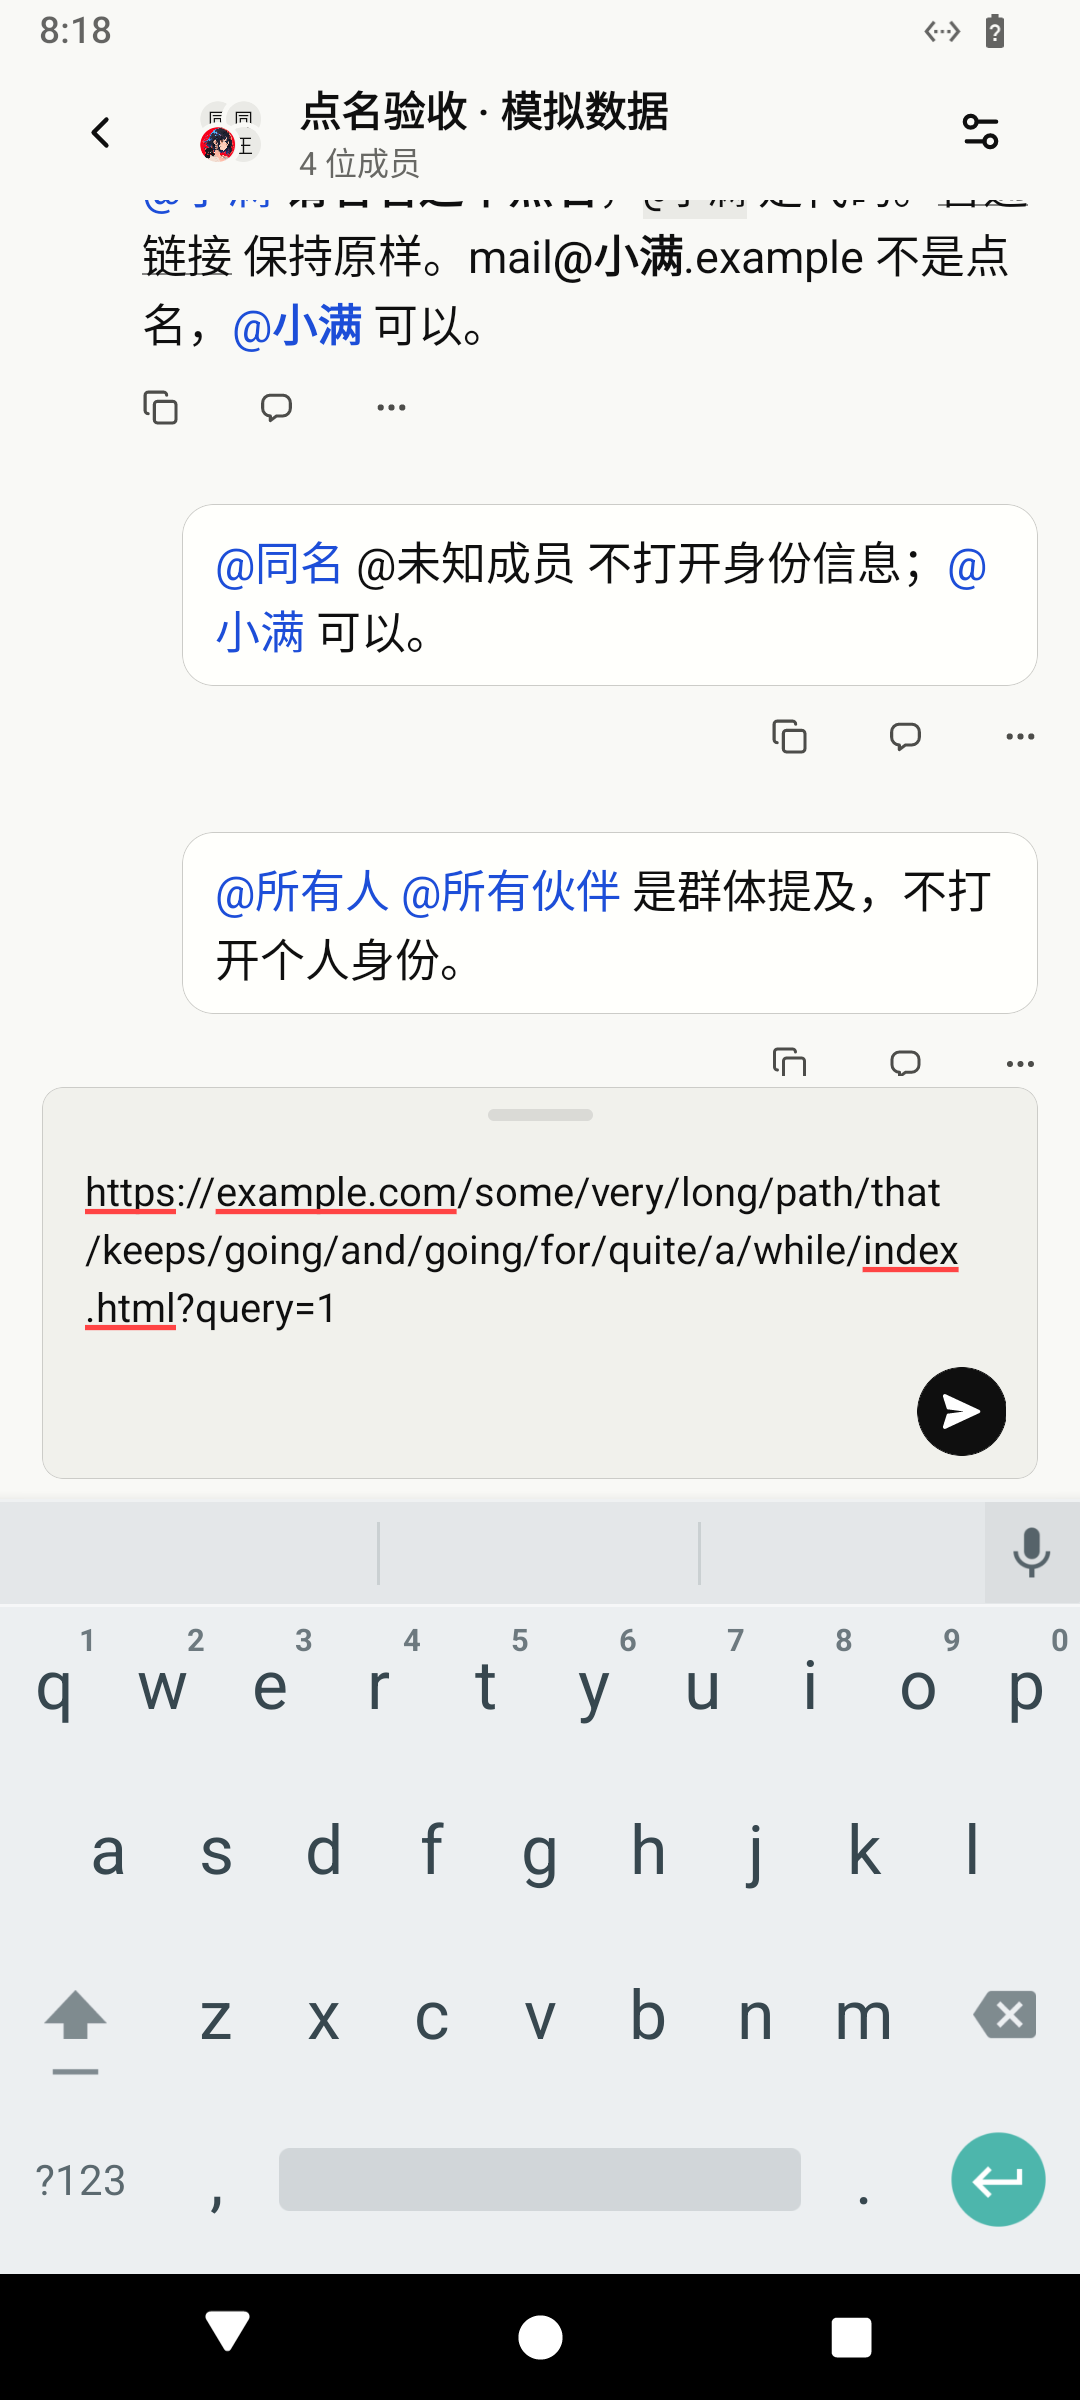 8:18
点名验收 · 模拟数据
4 位成员
链接 保持原样。mail@小满.example 不是点
名，@小满 可以。
@同名 @未知成员 不打开身份信息；@
小满 可以。
@所有人 @所有伙伴 是群体提及，不打
开个人身份。
https://example.com/some/very/long/path/that
/keeps/going/and/going/for/quite/a/while/index
.html?query=1
1 2 3 4 5 6 7 8 9 0
q w e r t y u i o p
a s d f g h j k l
z x c v b n m
?123 , .